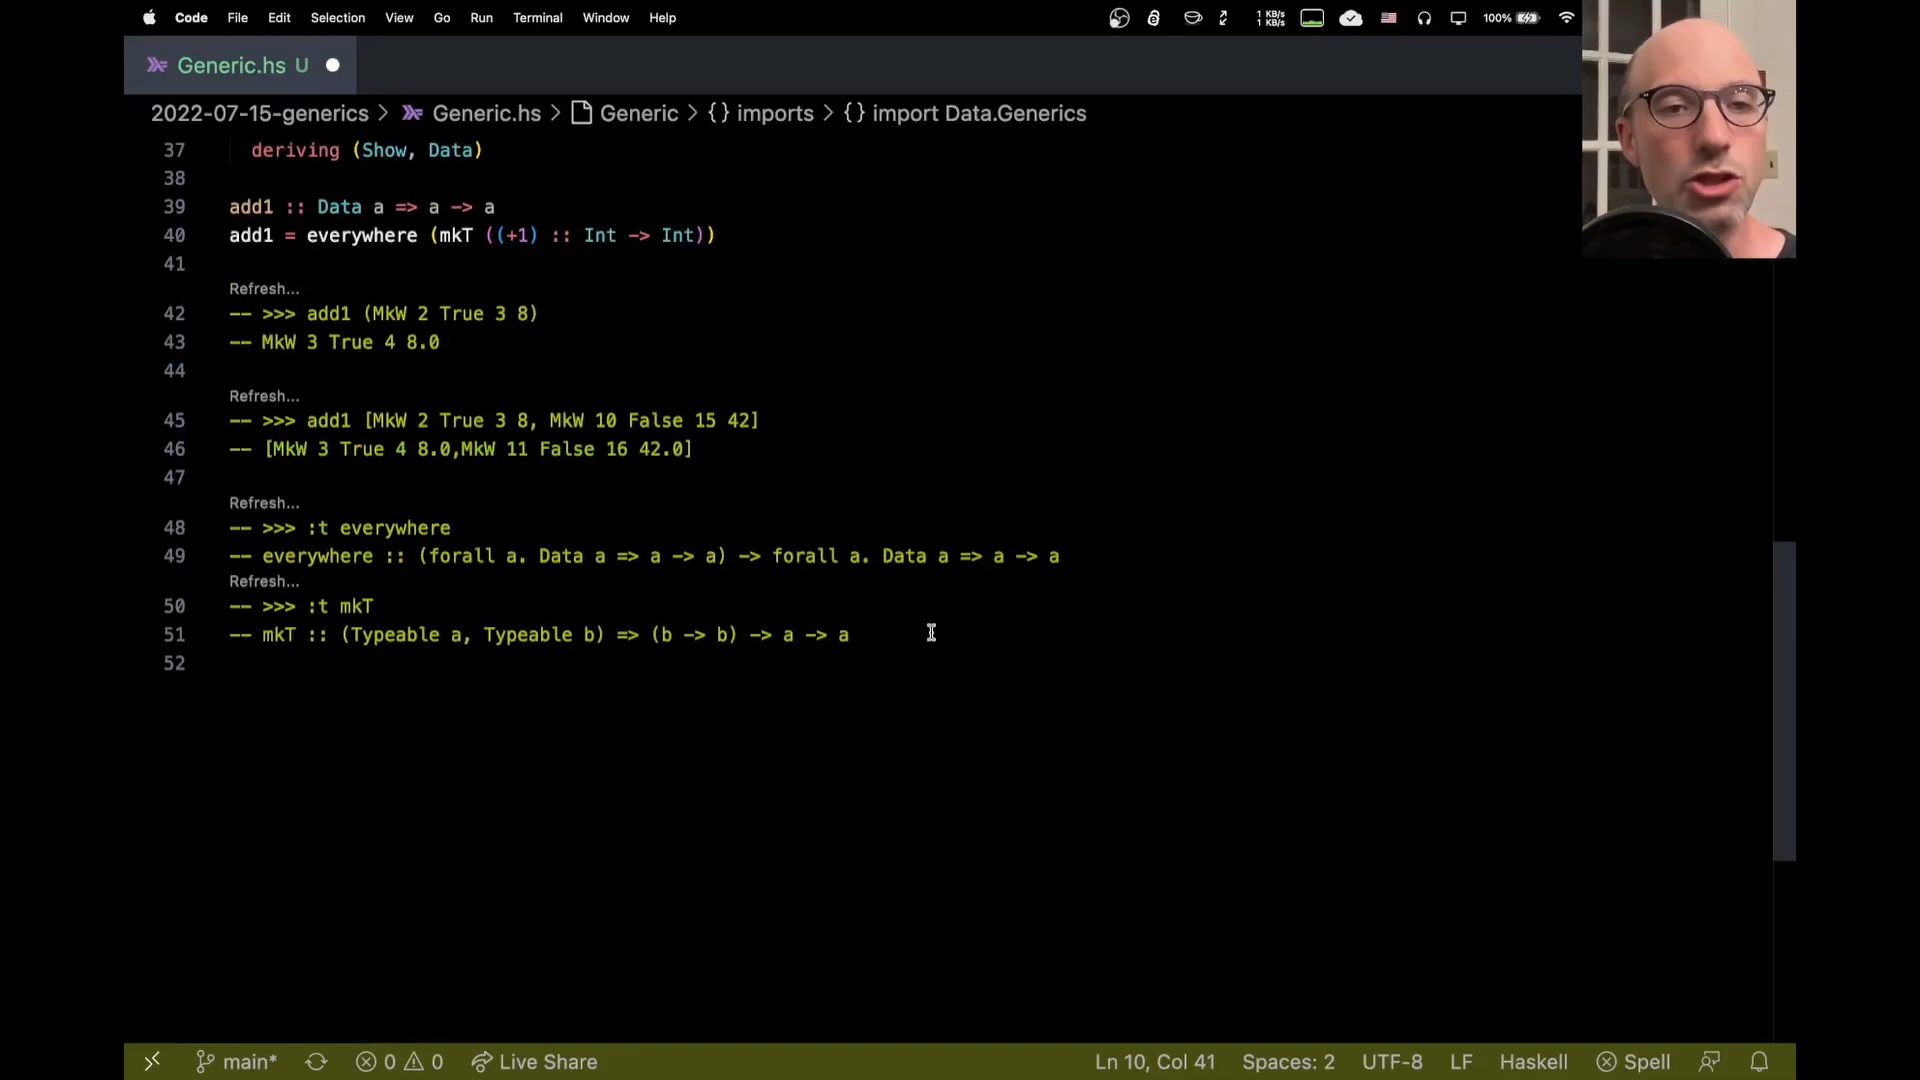 Code File Edit Selection View Go Run Terminal Window Help 1 KB/s 1 KB/s 100%
Generic.hs U
2022-07-15-generics > Generic.hs > Generic > {} imports > {} import Data.Generics
37 deriving (Show, Data)
38
39 add1 :: Data a => a -> a
40 add1 = everywhere (mkT ((+1) :: Int -> Int))
41
Refresh...
42 -- >>> add1 (MkW 2 True 3 8)
43 -- MkW 3 True 4 8.0
44
Refresh...
45 -- >>> add1 [MkW 2 True 3 8, MkW 10 False 15 42]
46 -- [MkW 3 True 4 8.0,MkW 11 False 16 42.0]
47
Refresh...
48 -- >>> :t everywhere
49 -- everywhere :: (forall a. Data a => a -> a) -> forall a. Data a => a -> a
Refresh...
50 -- >>> :t mkT
51 -- mkT :: (Typeable a, Typeable b) => (b -> b) -> a -> a
52
main* 0 0 Live Share Ln 10, Col 41 Spaces: 2 UTF-8 LF Haskell Spell